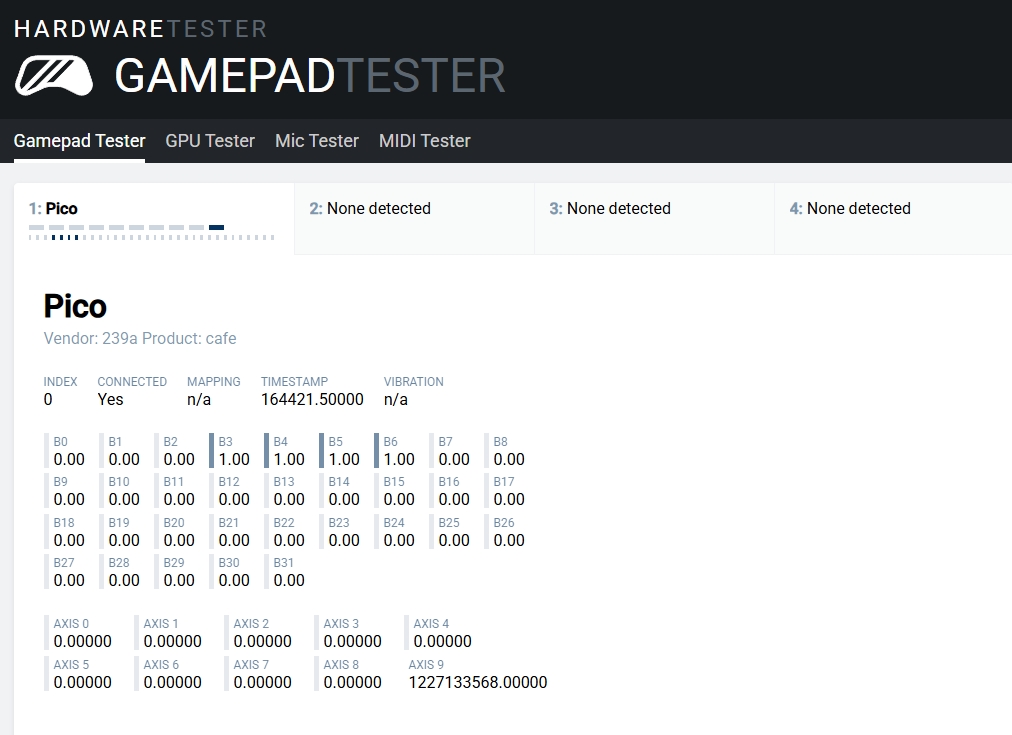 HARDWARETESTER
GAMEPADTESTER
Gamepad Tester GPU Tester Mic Tester MIDI Tester
1: Pico 2: None detected 3: None detected 4: None detected
Pico
Vendor: 239a Product: cafe
INDEX CONNECTED MAPPING TIMESTAMP VIBRATION
0 Yes n/a 164421.50000 n/a
B0 B1 B2 B3 B4 B5 B6 B7 B8
0.00 0.00 0.00 1.00 1.00 1.00 1.00 0.00 0.00
B9 B10 B11 B12 B13 B14 B15 B16 B17
0.00 0.00 0.00 0.00 0.00 0.00 0.00 0.00 0.00
B18 B19 B20 B21 B22 B23 B24 B25 B26
0.00 0.00 0.00 0.00 0.00 0.00 0.00 0.00 0.00
B27 B28 B29 B30 B31
0.00 0.00 0.00 0.00 0.00
AXIS 0 AXIS 1 AXIS 2 AXIS 3 AXIS 4
0.00000 0.00000 0.00000 0.00000 0.00000
AXIS 5 AXIS 6 AXIS 7 AXIS 8 AXIS 9
0.00000 0.00000 0.00000 0.00000 1227133568.00000